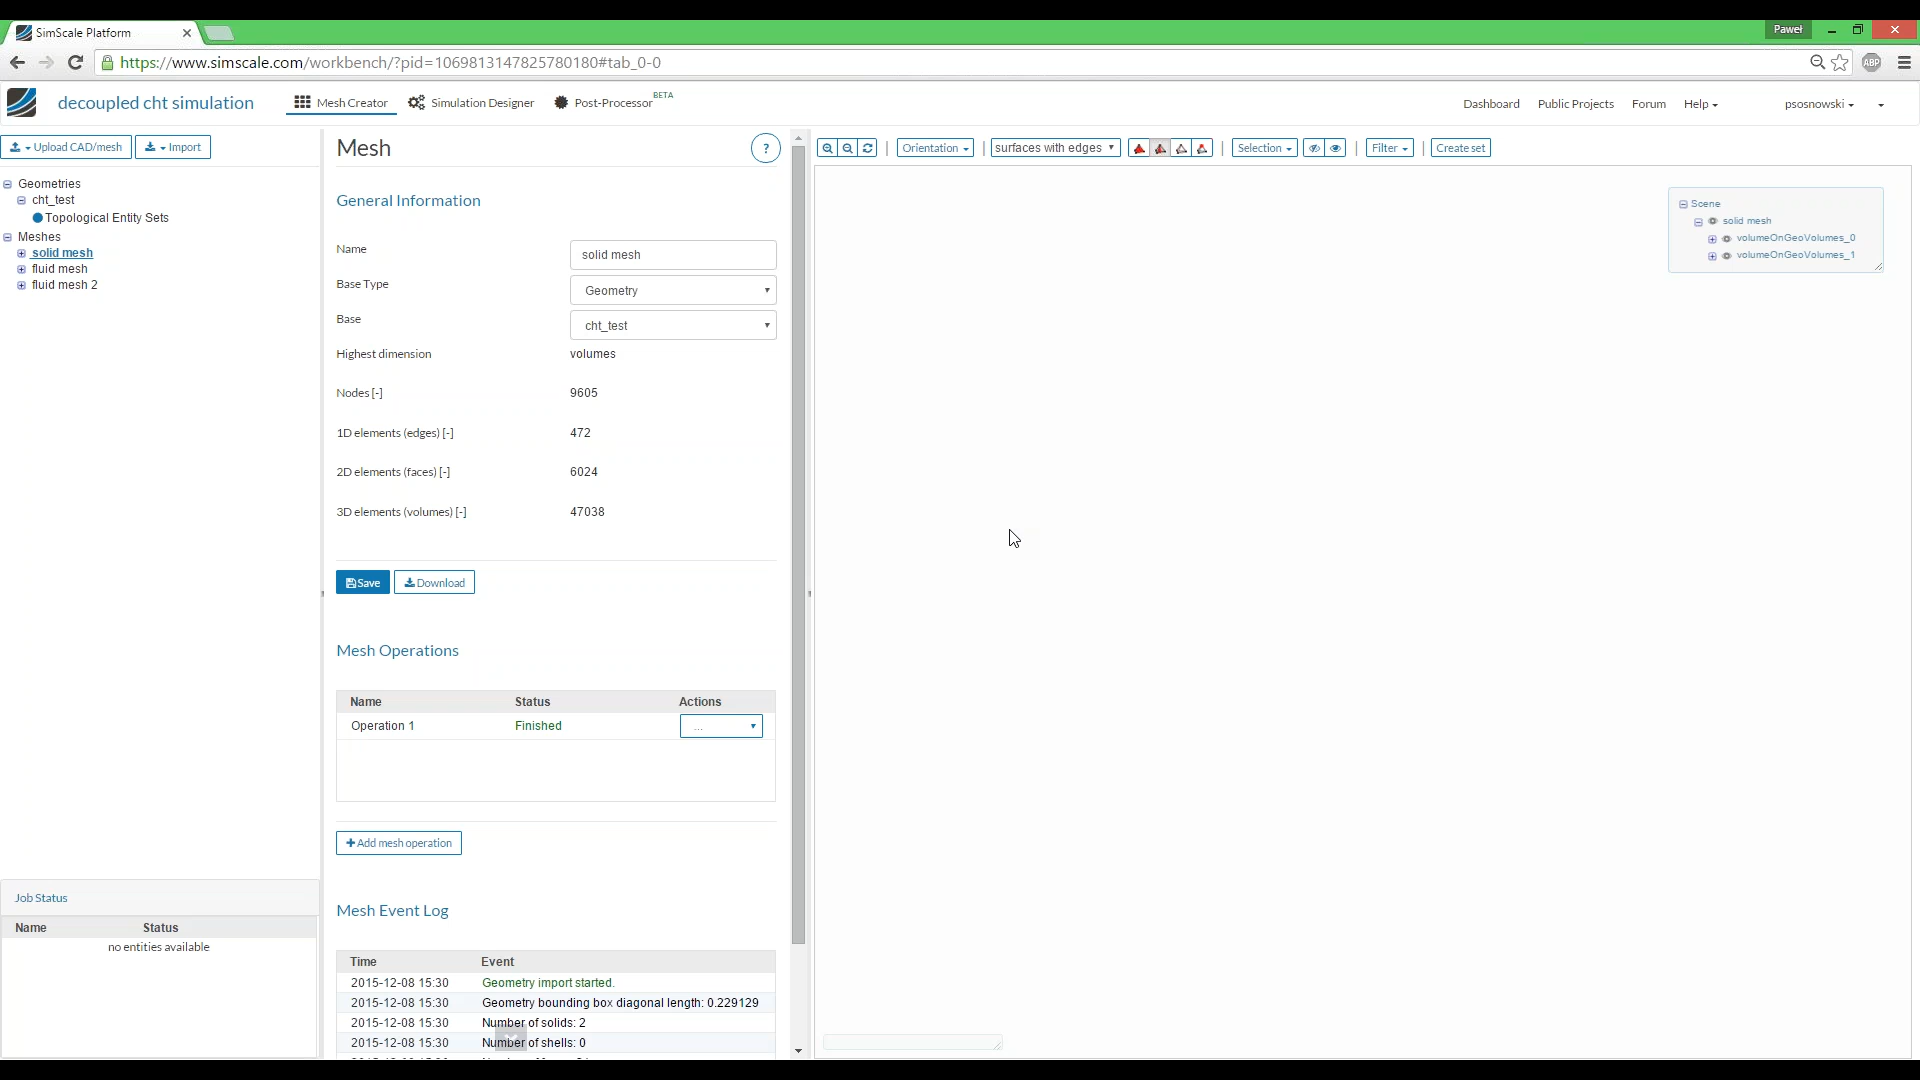 SimScale Platform
Paweł
https://www.simscale.com/workbench/?pid=1069813147825780180#tab_0-0
ABP
decoupled cht simulation
Mesh Creator
Simulation Designer
Post-Processor BETA
Dashboard
Public Projects
Forum
Help
psosnowski
Upload CAD/mesh
Import
Geometries
cht_test
Topological Entity Sets
Meshes
solid mesh
fluid mesh
fluid mesh 2
Job Status
Name Status
no entities available
Mesh
?
General Information
Name solid mesh
Base Type Geometry
Base cht_test
Highest dimension volumes
Nodes [-] 9605
1D elements (edges) [-] 472
2D elements (faces) [-] 6024
3D elements (volumes) [-] 47038
Save Download
Mesh Operations
Name Status Actions
Operation 1 Finished ...
Add mesh operation
Mesh Event Log
Time Event
2015-12-08 15:30 Geometry import started.
2015-12-08 15:30 Geometry bounding box diagonal length: 0.229129
2015-12-08 15:30 Number of solids: 2
2015-12-08 15:30 Number of shells: 0
Orientation
surfaces with edges
Selection
Filter
Create set
Scene
solid mesh
volumeOnGeoVolumes_0
volumeOnGeoVolumes_1